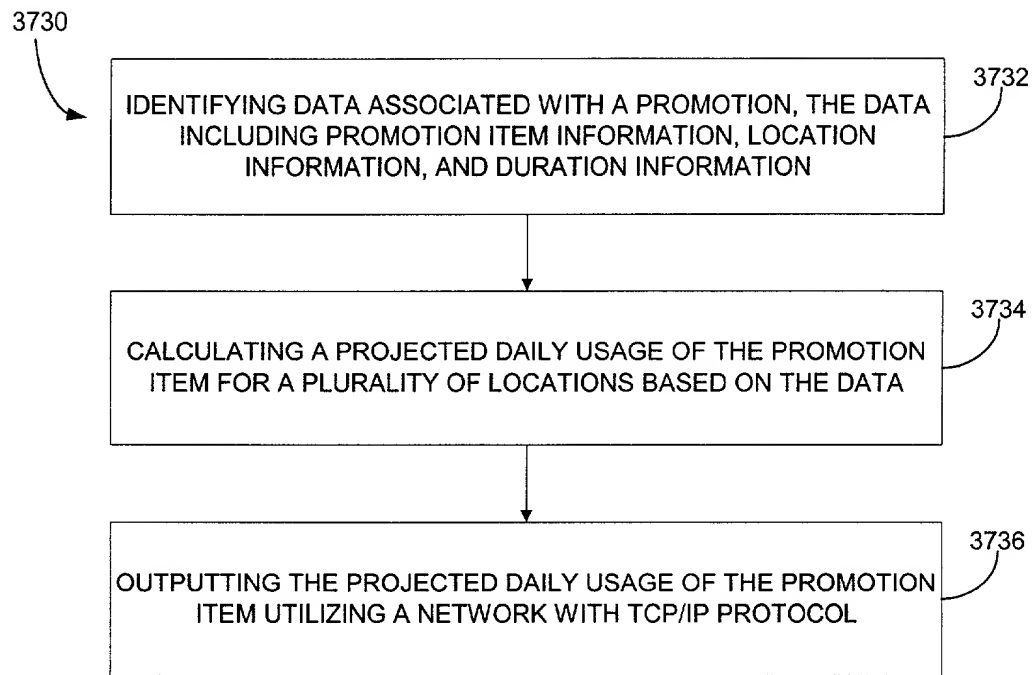 3730
3732
IDENTIFYING DATA ASSOCIATED WITH A PROMOTION, THE DATA
INCLUDING PROMOTION ITEM INFORMATION, LOCATION
INFORMATION, AND DURATION INFORMATION
3734
CALCULATING A PROJECTED DAILY USAGE OF THE PROMOTION
ITEM FOR A PLURALITY OF LOCATIONS BASED ON THE DATA
3736
OUTPUTTING THE PROJECTED DAILY USAGE OF THE PROMOTION
ITEM UTILIZING A NETWORK WITH TCP/IP PROTOCOL